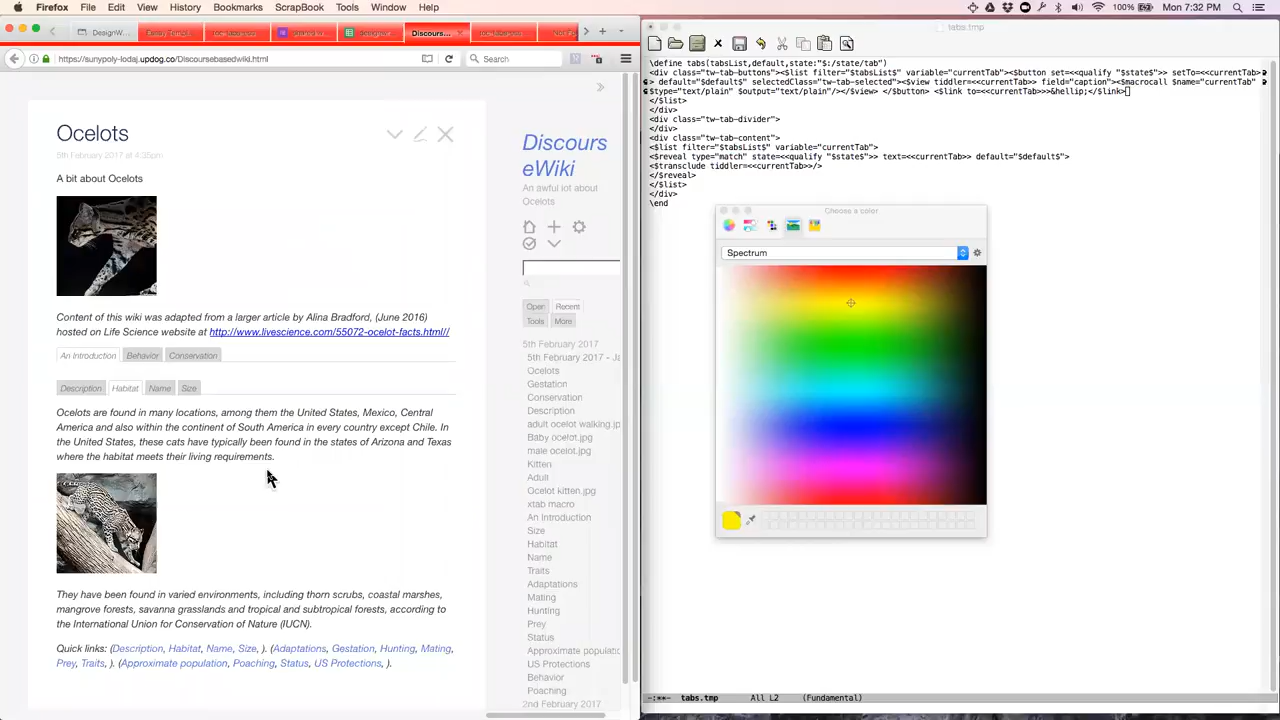 Firefox File Edit View History Bookmarks ScrapBook Tools Window Help 100% Mon 7:32 PM
DesignW... Discours...
https://sunypoly-lodaj.updog.co/Discoursebasedwiki.html Search
Ocelots
5th February 2017 at 4:35pm
A bit about Ocelots
Content of this wiki was adapted from a larger article by Alina Bradford, (June 2016)
hosted on Life Science website at http://www.livescience.com/55072-ocelot-facts.html//
An Introduction Behavior Conservation
Description Habitat Name Size
Ocelots are found in many locations, among them the United States, Mexico, Central
America and also within the continent of South America in every country except Chile. In
the United States, these cats have typically been found in the states of Arizona and Texas
where the habitat meets their living requirements.
They have been found in varied environments, including thorn scrubs, coastal marshes,
mangrove forests, savanna grasslands and tropical and subtropical forests, according to
the International Union for Conservation of Nature (IUCN).
Quick links: (Description, Habitat, Name, Size, ). (Adaptations, Gestation, Hunting, Mating,
Prey, Traits, ). (Approximate population, Poaching, Status, US Protections, ).
»
Discours
eWiki
An awful lot about
Ocelots
Open Recent
Tools More
5th February 2017
5th February 2017 - Ja
Ocelots
Gestation
Conservation
Description
adult ocelot walking.jp
Baby ocelot.jpg
male ocelot.jpg
Kitten
Adult
Ocelot kitten.jpg
xtab macro
An Introduction
Size
Habitat
Name
Traits
Adaptations
Mating
Hunting
Prey
Status
Approximate populatio
US Protections
Behavior
Poaching
2nd February 2017
tabs.tmp
\define tabs(tabsList,default,state:"$:/state/tab")
<div class="tw-tab-buttons"><$list filter="$tabsList$" variable="currentTab"><$button set=<<qualify "$state$">> setTo=<<currentTab>
> default="$default$" selectedClass="tw-tab-selected"><$view tiddler=<<currentTab>> field="caption"><$macrocall $name="currentTab"
$type="text/plain" $output="text/plain"/></$view> </$button> <$link to=<<currentTab>>>&hellip;</$link>
</$list>
</div>
<div class="tw-tab-divider">
</div>
<div class="tw-tab-content">
<$list filter="$tabsList$" variable="currentTab">
<$reveal type="match" state=<<qualify "$state$">> text=<<currentTab>> default="$default$">
<$transclude tiddler=<<currentTab>>/>
</$reveal>
</$list>
</div>
\end
Choose a color
Spectrum
-:**- tabs.tmp All L2 (Fundamental)